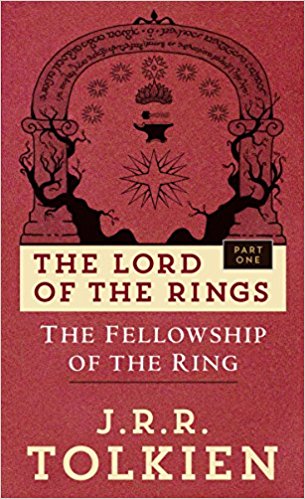 PART
ONE
THE LORD
OF THE RINGS
THE FELLOWSHIP
OF THE RING
J.R.R.
TOLKIEN